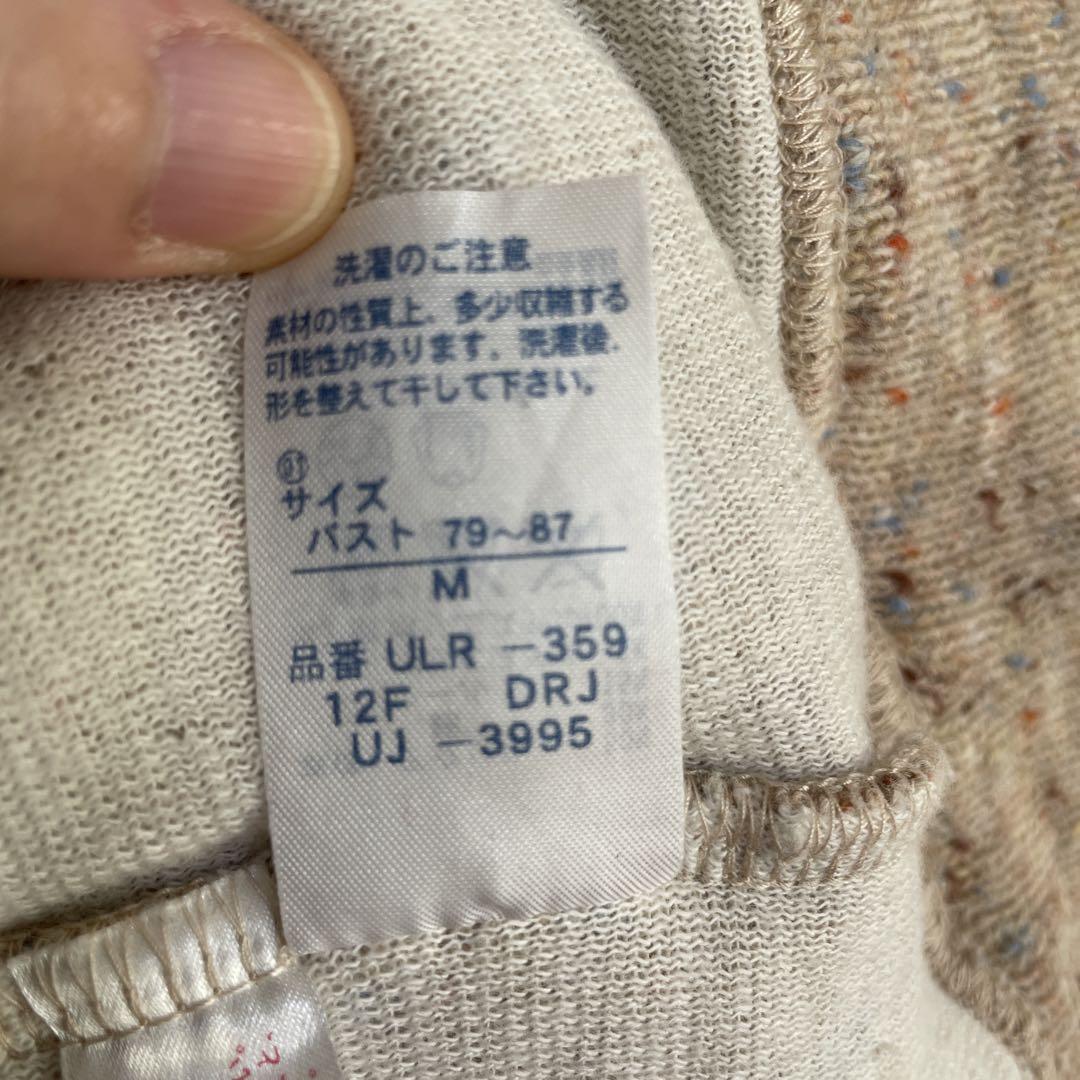 洗濯のご注意
素材の性質上、多少収縮する
可能性があります。洗濯後、
形を整えて干して下さい。
サイズ
バスト 79～87
M
品番 ULR -359
12F DRJ
UJ -3995